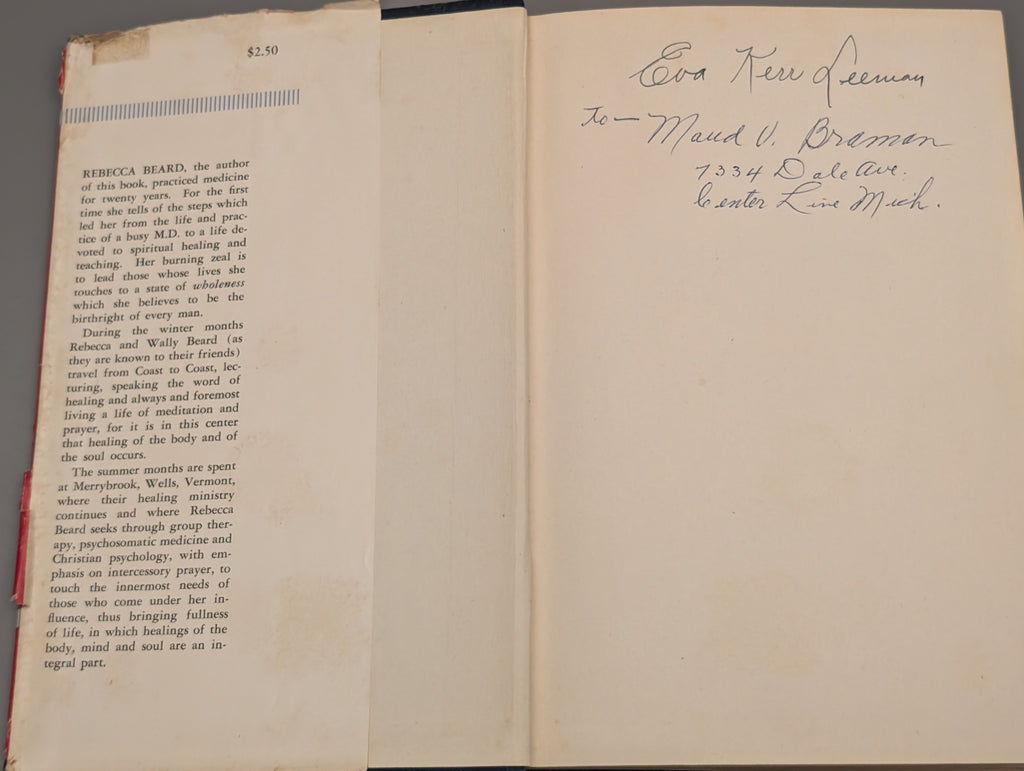 $2.50
REBECCA BEARD, the author
of this book, practiced medicine
for twenty years. For the first
time she tells of the steps which
led her from the life and prac-
tice of a busy M.D. to a life de-
voted to spiritual healing and
teaching. Her burning zeal is
to lead those whose lives she
touches to a state of wholeness
which she believes to be the
birthright of every man.
During the winter months
Rebecca and Wally Beard (as
they are known to their friends)
travel from Coast to Coast, lec-
turing, speaking the word of
healing and always and foremost
living a life of meditation and
prayer, for it is in this center
that healing of the body and of
the soul occurs.
The summer months are spent
at Merrybrook, Wells, Vermont,
where their healing ministry
continues and where Rebecca
Beard seeks through group ther-
apy, psychosomatic medicine and
Christian psychology, with em-
phasis on intercessory prayer, to
touch the innermost needs of
those who come under her in-
fluence, thus bringing fullness
of life, in which healings of the
body, mind and soul are an in-
tegral part.
Eva Kerr Leeman
to— Maud V. Braman
7334 Dale Ave.
Center Line Mich.